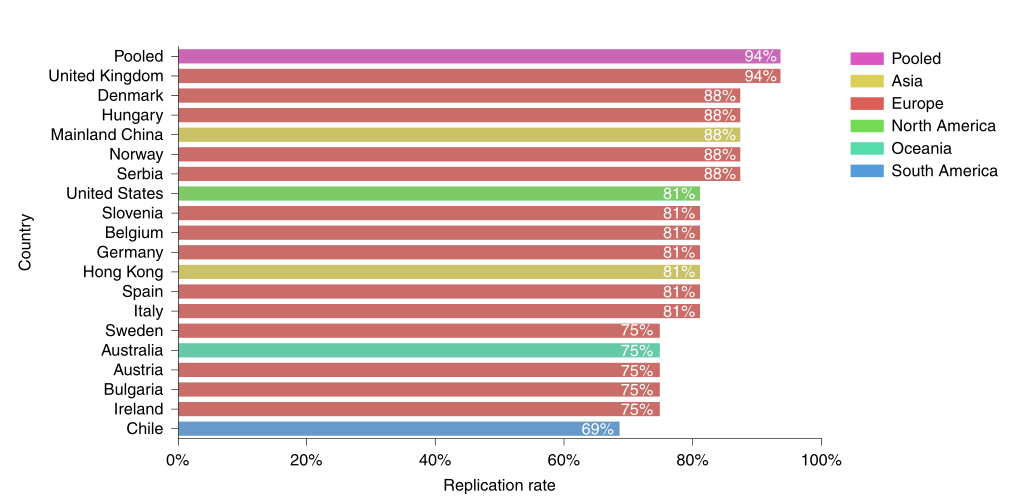 Pooled 94%
United Kingdom 94%
Denmark 88%
Hungary 88%
Mainland China 88%
Norway 88%
Serbia 88%
United States 81%
Slovenia 81%
Belgium 81%
Germany 81%
Hong Kong 81%
Spain 81%
Italy 81%
Sweden 75%
Australia 75%
Austria 75%
Bulgaria 75%
Ireland 75%
Chile 69%
Country
0% 20% 40% 60% 80% 100%
Replication rate
Pooled
Asia
Europe
North America
Oceania
South America